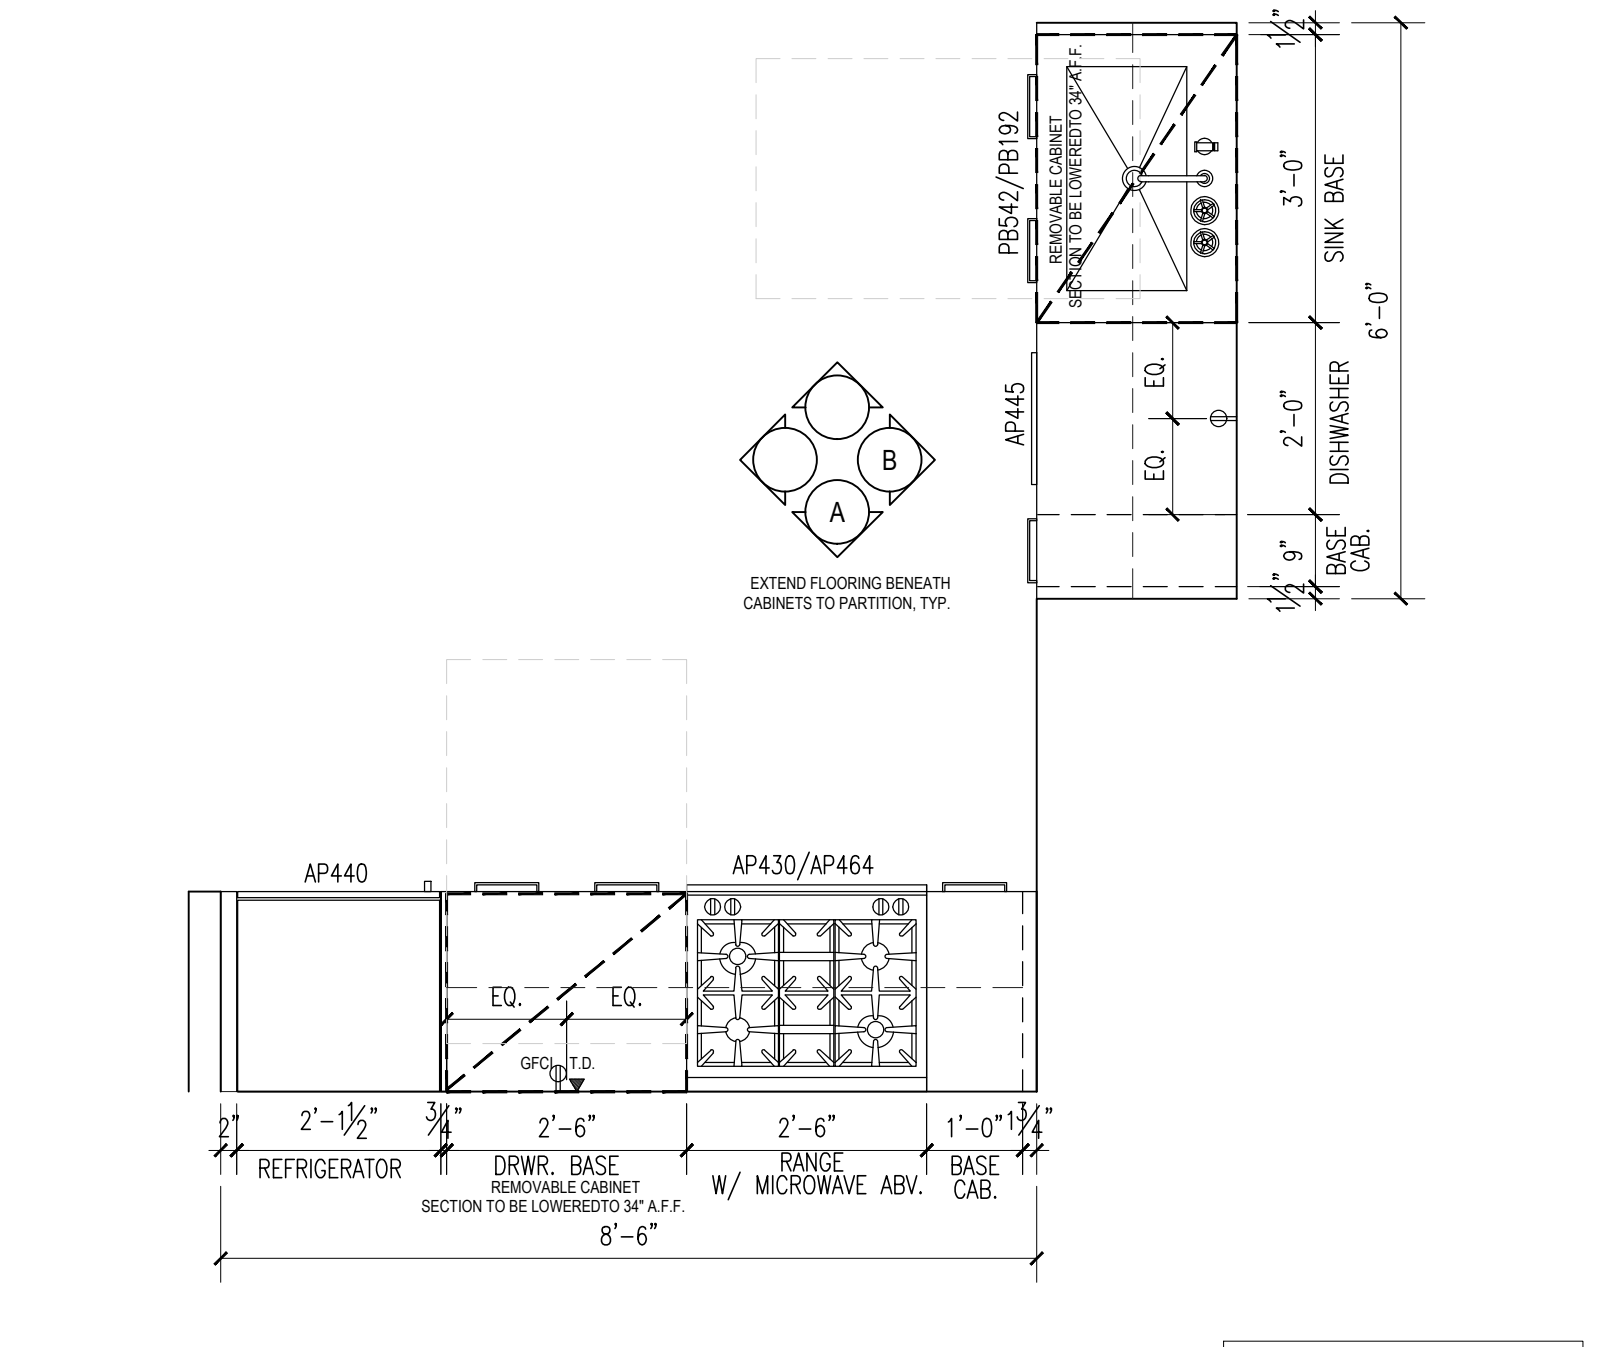 1½"
3'-0"
SINK BASE
6'-0"
PB542/PB192
REMOVABLE CABINET
SECTION TO BE LOWEREDTO 34" A.F.F.
AP445
EQ.
EQ.
2'-0"
DISHWASHER
9"
BASE
CAB.
1½"
B
A
EXTEND FLOORING BENEATH
CABINETS TO PARTITION, TYP.
AP440
AP430/AP464
EQ.
EQ.
GFCI
T.D.
2"
2'-1½"
¾"
2'-6"
2'-6"
1'-0"
1¾"
REFRIGERATOR
DRWR. BASE
REMOVABLE CABINET
SECTION TO BE LOWEREDTO 34" A.F.F.
RANGE
W/ MICROWAVE ABV.
BASE
CAB.
8'-6"